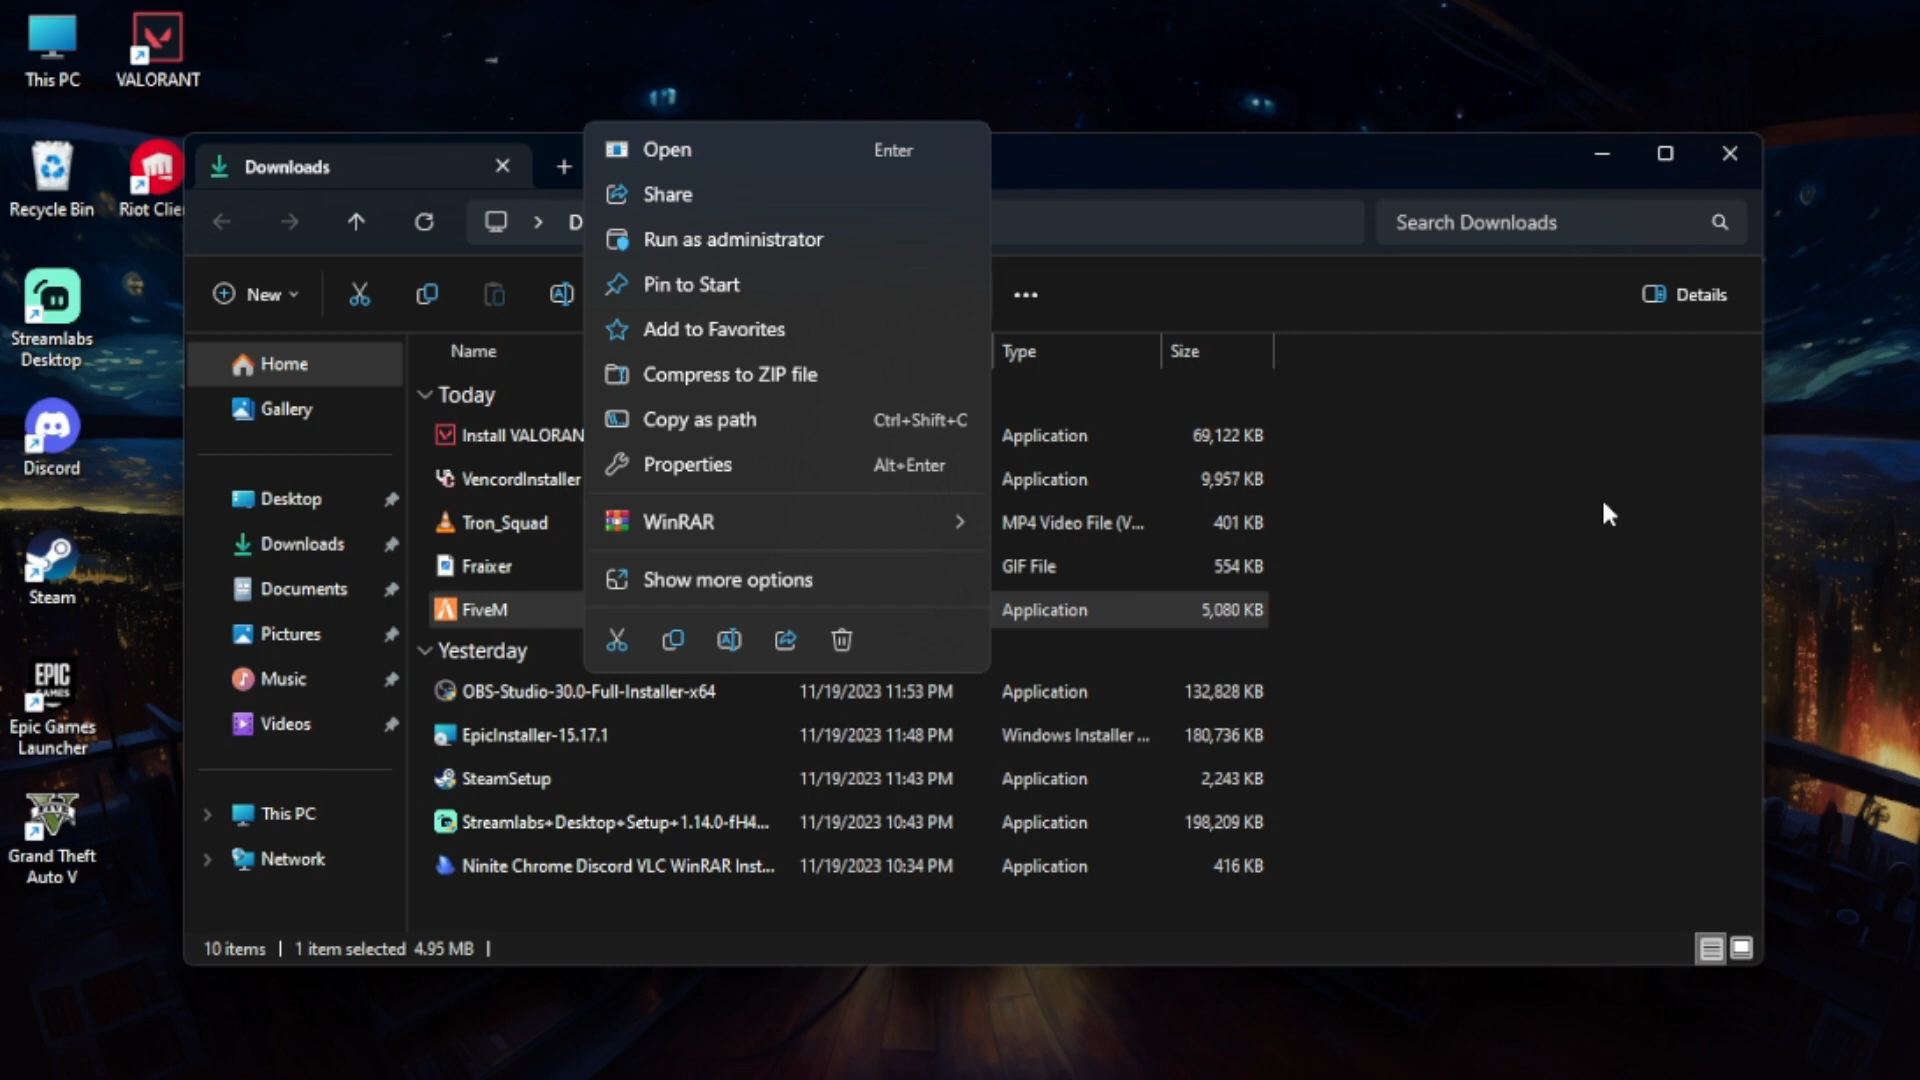 This PC
VALORANT
Recycle Bin
Riot Clie
Streamlabs
Desktop
Discord
Steam
EPIC
GAMES
Epic Games
Launcher
Grand Theft
Auto V
Downloads
D
Search Downloads
New
Details
Home
Gallery
Desktop
Downloads
Documents
Pictures
Music
Videos
This PC
Network
Name
Type
Size
Today
Install VALORAN
Application
69,122 KB
VencordInstaller
Application
9,957 KB
Tron_Squad
MP4 Video File (V...
401 KB
Fraixer
GIF File
554 KB
FiveM
Application
5,080 KB
Yesterday
OBS-Studio-30.0-Full-Installer-x64
11/19/2023 11:53 PM
Application
132,828 KB
EpicInstaller-15.17.1
11/19/2023 11:48 PM
Windows Installer ...
180,736 KB
SteamSetup
11/19/2023 11:43 PM
Application
2,243 KB
Streamlabs+Desktop+Setup+1.14.0-fH4...
11/19/2023 10:43 PM
Application
198,209 KB
Ninite Chrome Discord VLC WinRAR Inst...
11/19/2023 10:34 PM
Application
416 KB
Open
Enter
Share
Run as administrator
Pin to Start
Add to Favorites
Compress to ZIP file
Copy as path
Ctrl+Shift+C
Properties
Alt+Enter
WinRAR
Show more options
10 items
1 item selected 4.95 MB